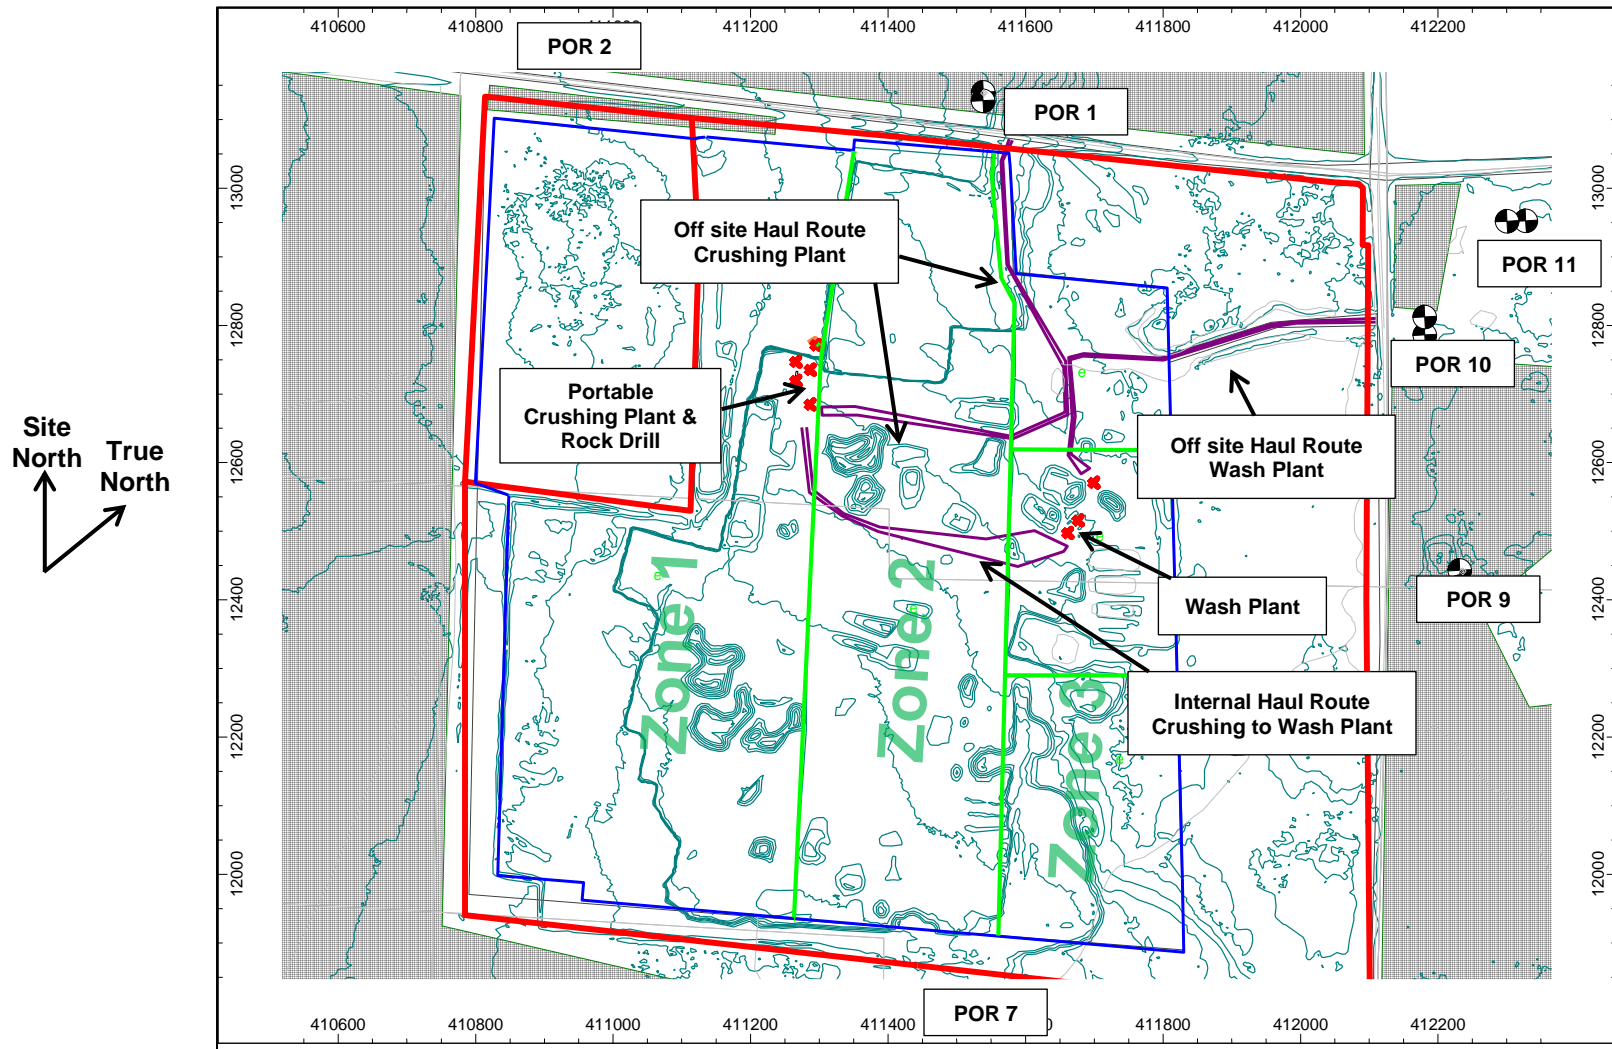 410600 410800 411000 411200 411400 411600 411800 412000 412200
POR 2
POR 1
13000 13000
Off site Haul Route
Crushing Plant
POR 11
12800 12800
POR 10
Portable
Crushing Plant &
Rock Drill
Site
North
True
North
Off site Haul Route
Wash Plant
12600 12600
e
e
e
e
e
e
Zone 1
Zone 2
Zone 3
Wash Plant
POR 9
12400 12400
Internal Haul Route
Crushing to Wash Plant
12200 12200
12000 12000
POR 7
410600 410800 411000 411200 411400 411800 412000 412200